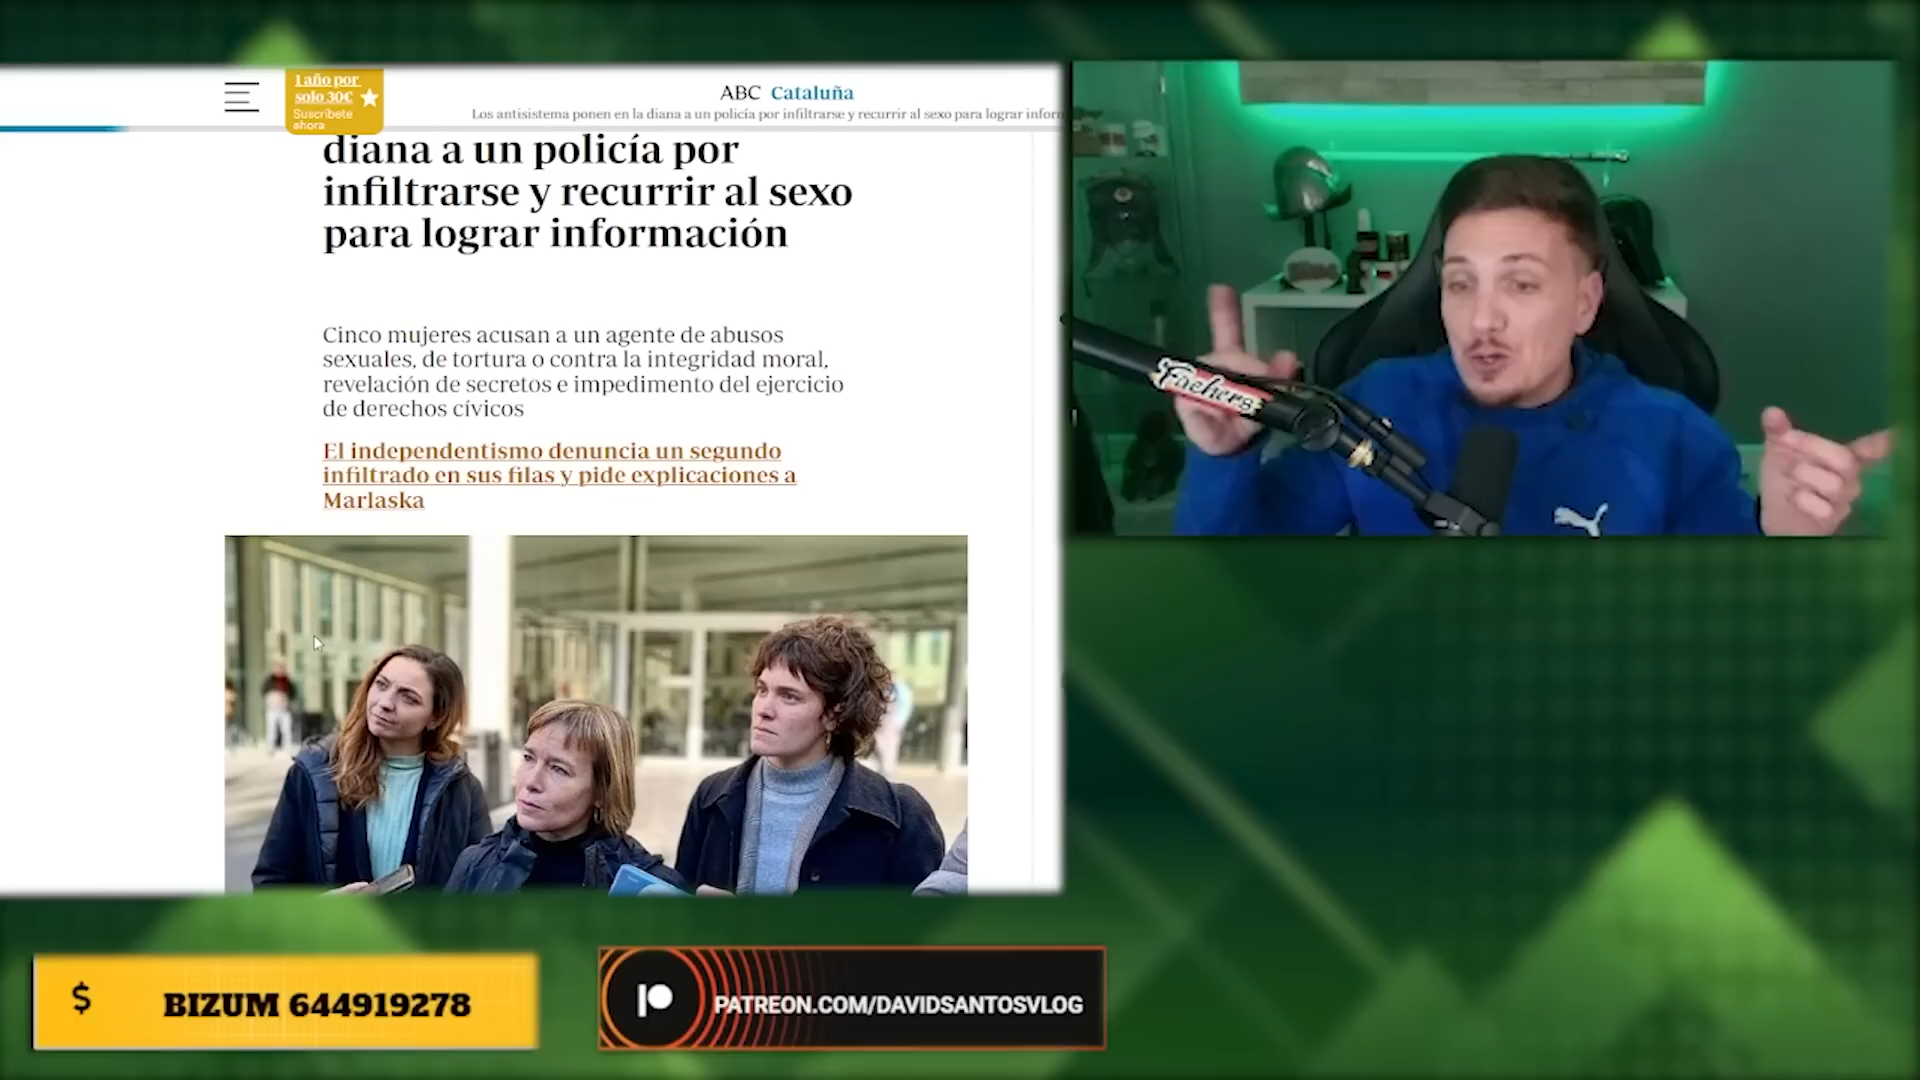 1 año por
solo 30€
Suscríbete
ahora
ABC Cataluña
Los antisistema ponen en la diana a un policía por infiltrarse y recurrir al sexo para lograr inform
diana a un policía por
infiltrarse y recurrir al sexo
para lograr información
Cinco mujeres acusan a un agente de abusos
sexuales, de tortura o contra la integridad moral,
revelación de secretos e impedimento del ejercicio
de derechos cívicos
El independentismo denuncia un segundo
infiltrado en sus filas y pide explicaciones a
Marlaska
Fachers
$ BIZUM 644919278
PATREON.COM/DAVIDSANTOSVLOG